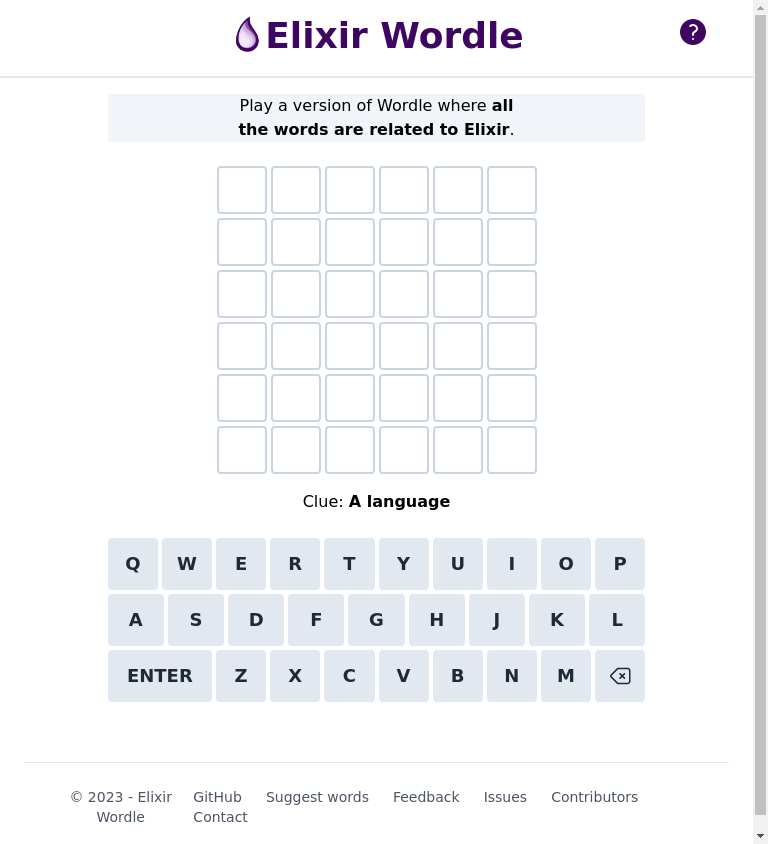 Elixir Wordle
?
Play a version of Wordle where all
the words are related to Elixir.
Clue: A language
Q W E R T Y U I O P
A S D F G H J K L
ENTER Z X C V B N M
© 2023 - Elixir Wordle
GitHub Suggest words Feedback Issues Contributors
Contact